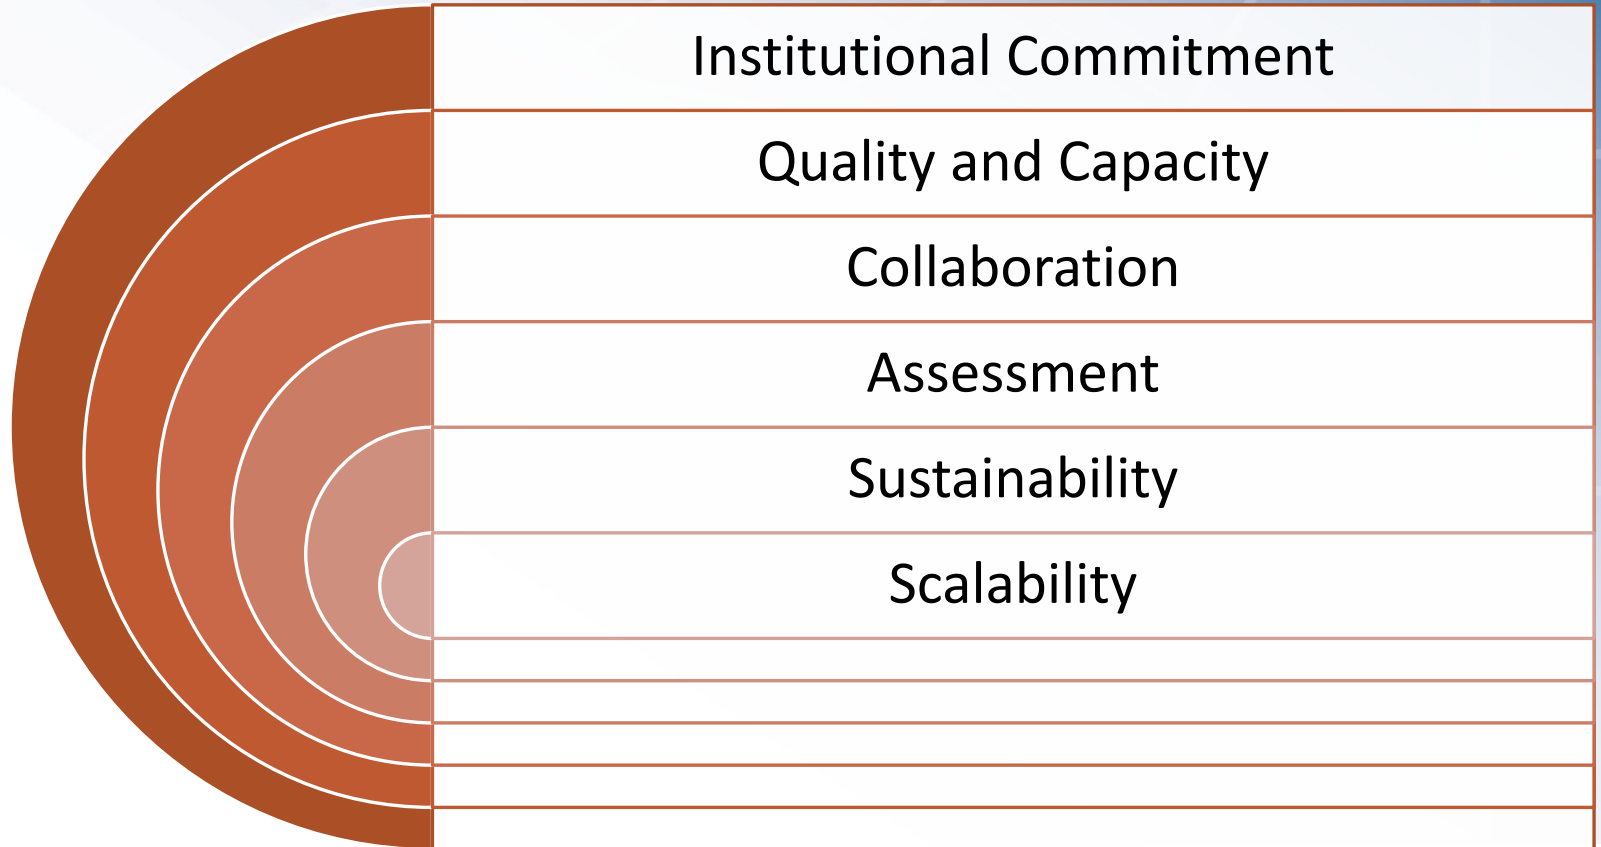 Institutional Commitment
Quality and Capacity
Collaboration
Assessment
Sustainability
Scalability